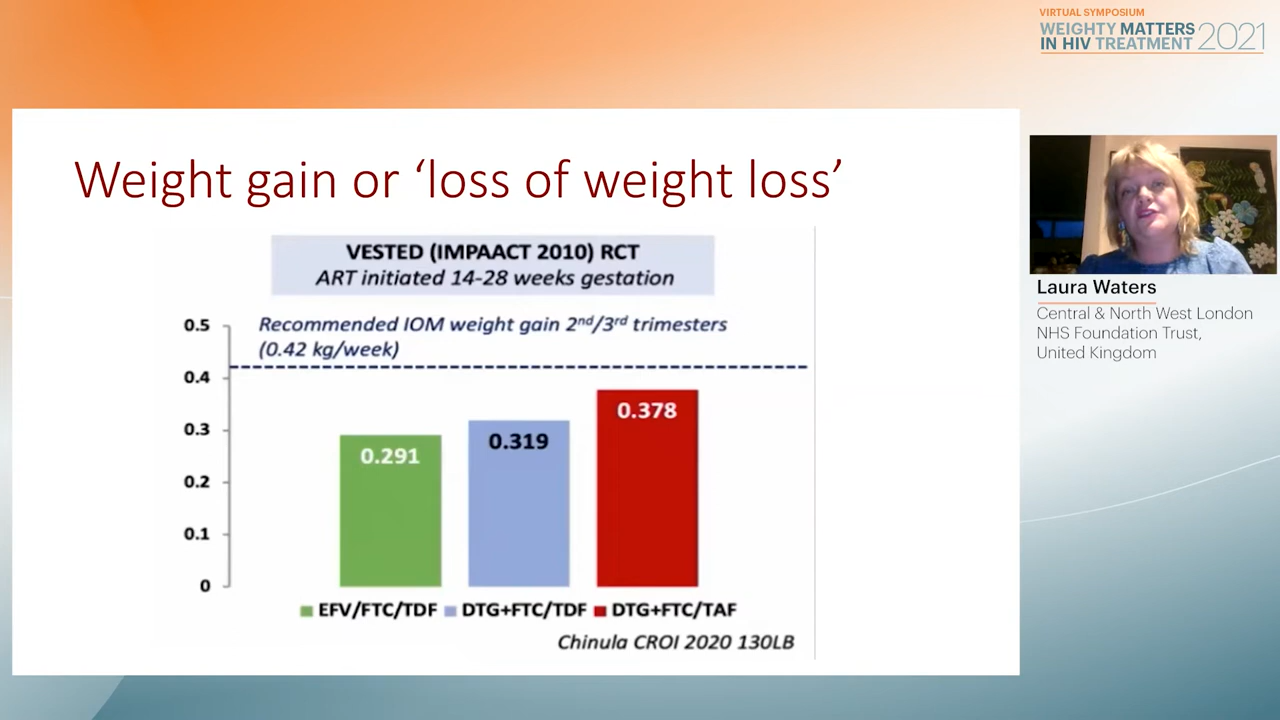 VIRTUAL SYMPOSIUM
WEIGHTY MATTERS
IN HIV TREATMENT 2021
Weight gain or ‘loss of weight loss’
VESTED (IMPAACT 2010) RCT
ART initiated 14-28 weeks gestation
Recommended IOM weight gain 2nd/3rd trimesters
(0.42 kg/week)
0.5
0.4
0.3
0.2
0.1
0
0.291
0.319
0.378
EFV/FTC/TDF DTG+FTC/TDF DTG+FTC/TAF
Chinula CROI 2020 130LB
Laura Waters
Central & North West London
NHS Foundation Trust,
United Kingdom